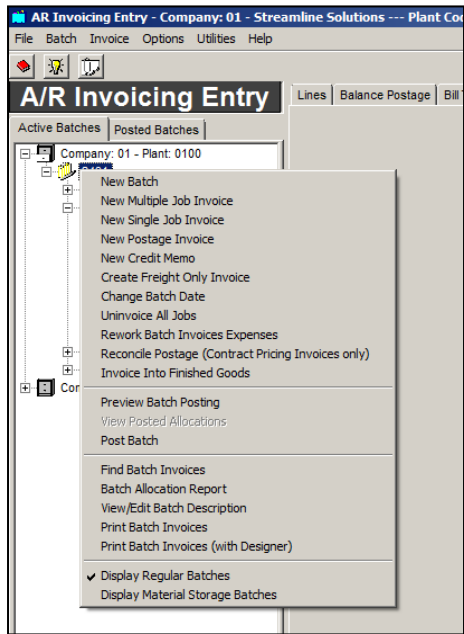 AR Invoicing Entry - Company: 01 - Streamline Solutions --- Plant Cod
File Batch Invoice Options Utilities Help
A/R Invoicing Entry
Lines Balance Postage Bill
Active Batches Posted Batches
Company: 01 - Plant: 0100
New Batch
New Multiple Job Invoice
New Single Job Invoice
New Postage Invoice
New Credit Memo
Create Freight Only Invoice
Change Batch Date
Uninvoice All Jobs
Rework Batch Invoices Expenses
Reconcile Postage (Contract Pricing Invoices only)
Invoice Into Finished Goods
Cor
Preview Batch Posting
View Posted Allocations
Post Batch
Find Batch Invoices
Batch Allocation Report
View/Edit Batch Description
Print Batch Invoices
Print Batch Invoices (with Designer)
Display Regular Batches
Display Material Storage Batches